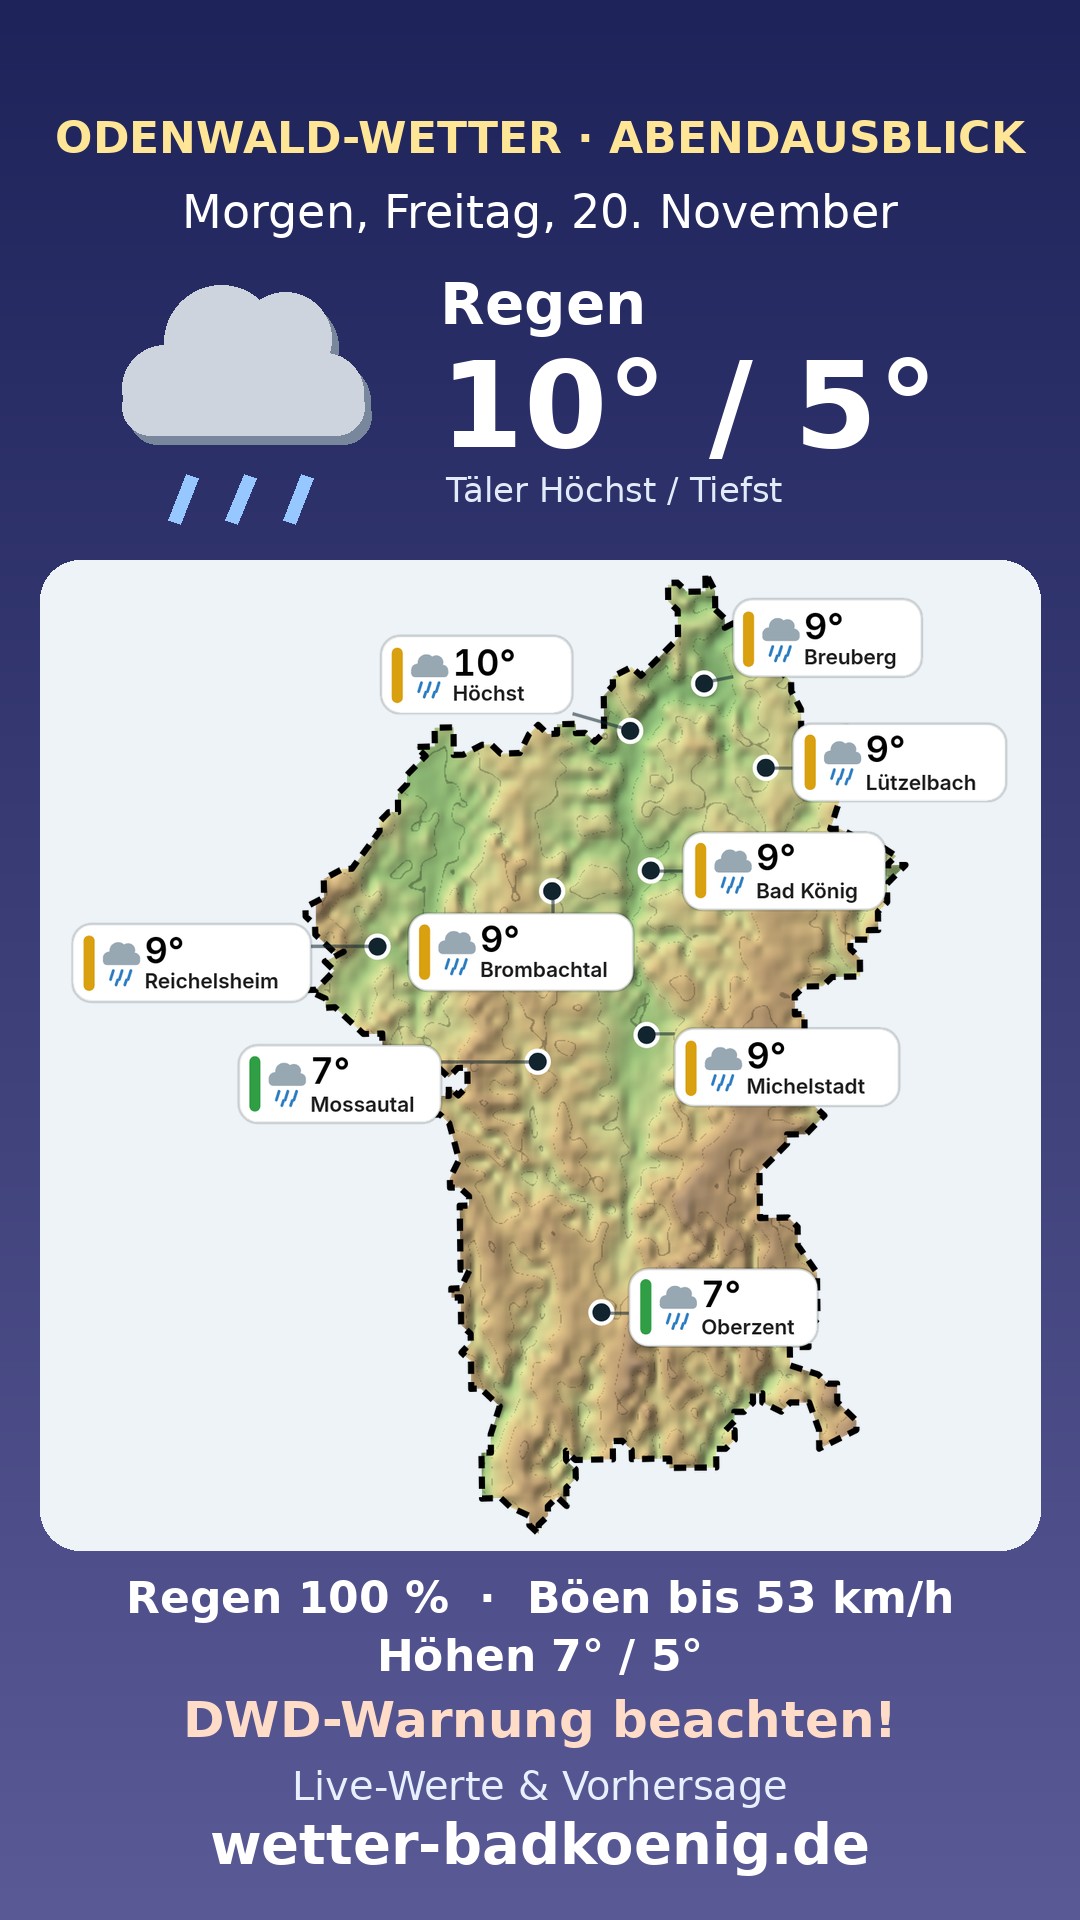 ODENWALD-WETTER · ABENDAUSBLICK
Morgen, Freitag, 20. November
Regen
10° / 5°
Täler Höchst / Tiefst
9°
Breuberg
10°
Höchst
9°
Lützelbach
9°
Bad König
9°
Reichelsheim
9°
Brombachtal
9°
Michelstadt
7°
Mossautal
7°
Oberzent
Regen 100 % · Böen bis 53 km/h
Höhen 7° / 5°
DWD-Warnung beachten!
Live-Werte & Vorhersage
wetter-badkoenig.de